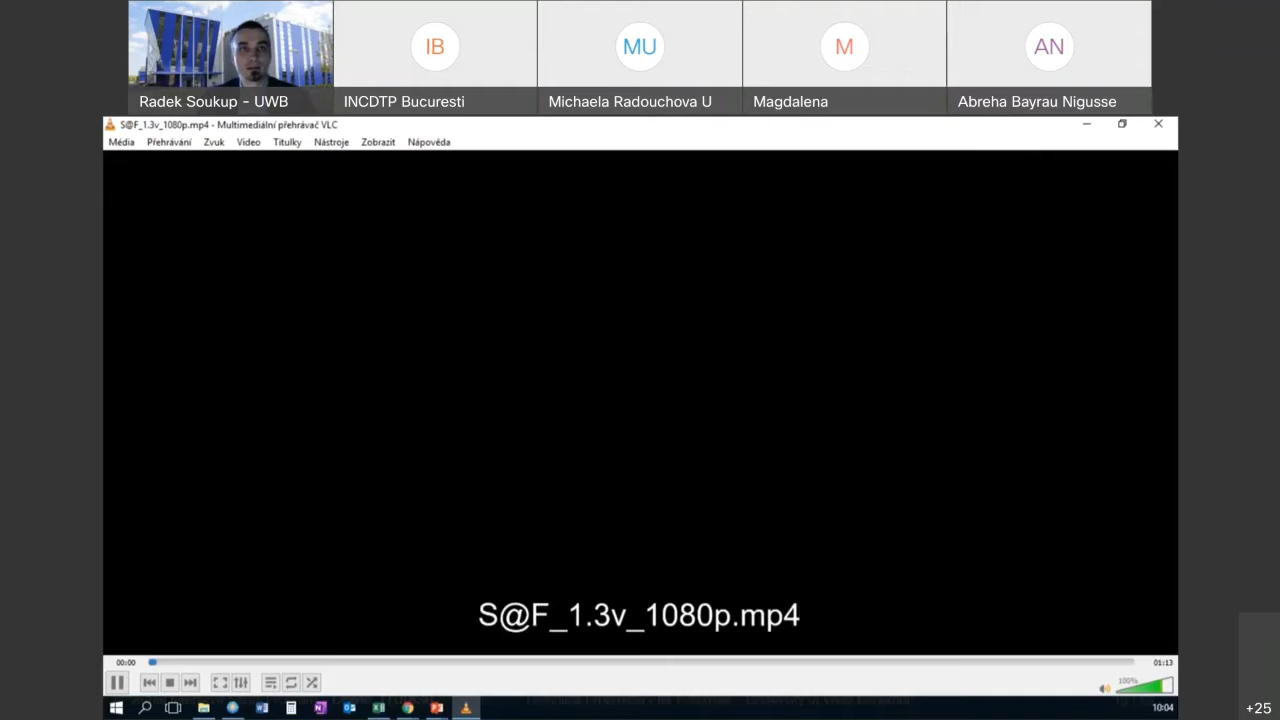 IB
MU
M
AN
Radek Soukup - UWB
INCDTP Bucuresti
Michaela Radouchova U
Magdalena
Abreha Bayrau Nigusse
S@F_1.3v_1080p.mp4 - Multimediální přehrávač VLC
Média Přehrávání Zvuk Video Titulky Nástroje Zobrazit Nápověda
S@F_1.3v_1080p.mp4
00:00
01:13
100%
10:04
+25